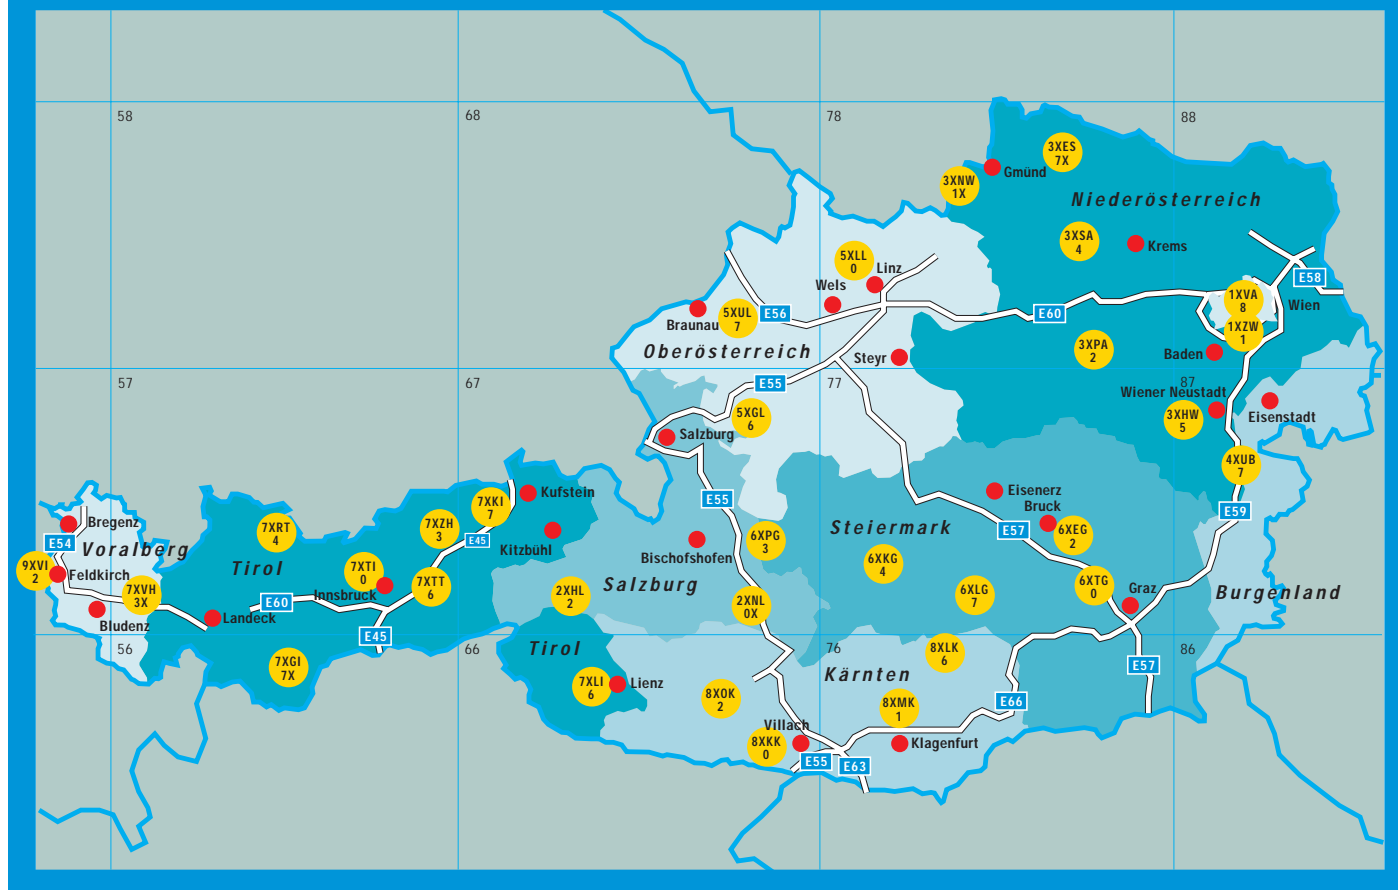 58
68
78
88
3XES
7X
Gmünd
3XNW
1X
Niederösterreich
3XSA
4
Krems
5XLL
0
Linz
Wels
E58
1XVA
8
Wien
Braunau
5XUL
7
E56
E60
1XZW
1
Oberösterreich
Steyr
3XPA
2
Baden
57
67
E55
77
87
Wiener Neustadt
5XGL
6
3XHW
5
Eisenstadt
Salzburg
4XUB
7
Kufstein
7XKI
7
E55
Eisenerz
Bruck
E59
Bregenz
7XRT
4
7XZH
3
Kitzbühl
E45
Steiermark
E57
6XEG
2
E54
Voralberg
6XPG
3
Bischofshofen
9XVI
2
Feldkirch
Tirol
7XTI
0
Innsbruck
7XTT
6
6XKG
4
Salzburg
2XHL
2
7XVH
3X
E60
2XNL
0X
6XLG
7
6XTG
0
Graz
Burgenland
Bludenz
Landeck
E45
56
66
Tirol
76
86
7XGI
7X
8XLK
6
E57
Kärnten
7XLI
6
Lienz
8XOK
2
8XMK
1
E66
Villach
8XKK
0
Klagenfurt
E55
E63